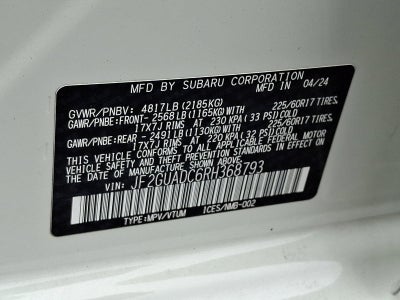 MFD BY SUBARU CORPORATION
MFD IN 04/24
GVWR/PNBV: 4817LB (2185KG)
GAWR/PNBE:FRONT- 2568 LB (1165KG) WITH 225/60R17 TIRES,
17X7J RIMS AT 230 KPA ( 33 PSI) COLD
GAWR/PNBE:REAR - 2491LB (1130KG) WITH 225/60R17 TIRES,
17X7J RIMS AT 220 KPA ( 32 PSI) COLD
THIS VEHICLE CONFORMS TO ALL APPLICABLE FEDERAL MOTOR
VEHICLE SAFETY AND THEFT PREVENTION STANDARDS IN EFFECT
ON THE DATE OF MANUFACTURE SHOWN ABOVE.
VIN: JF2GUADC6RH368793
TYPE:MPV/VTUM ICES/NMB-002